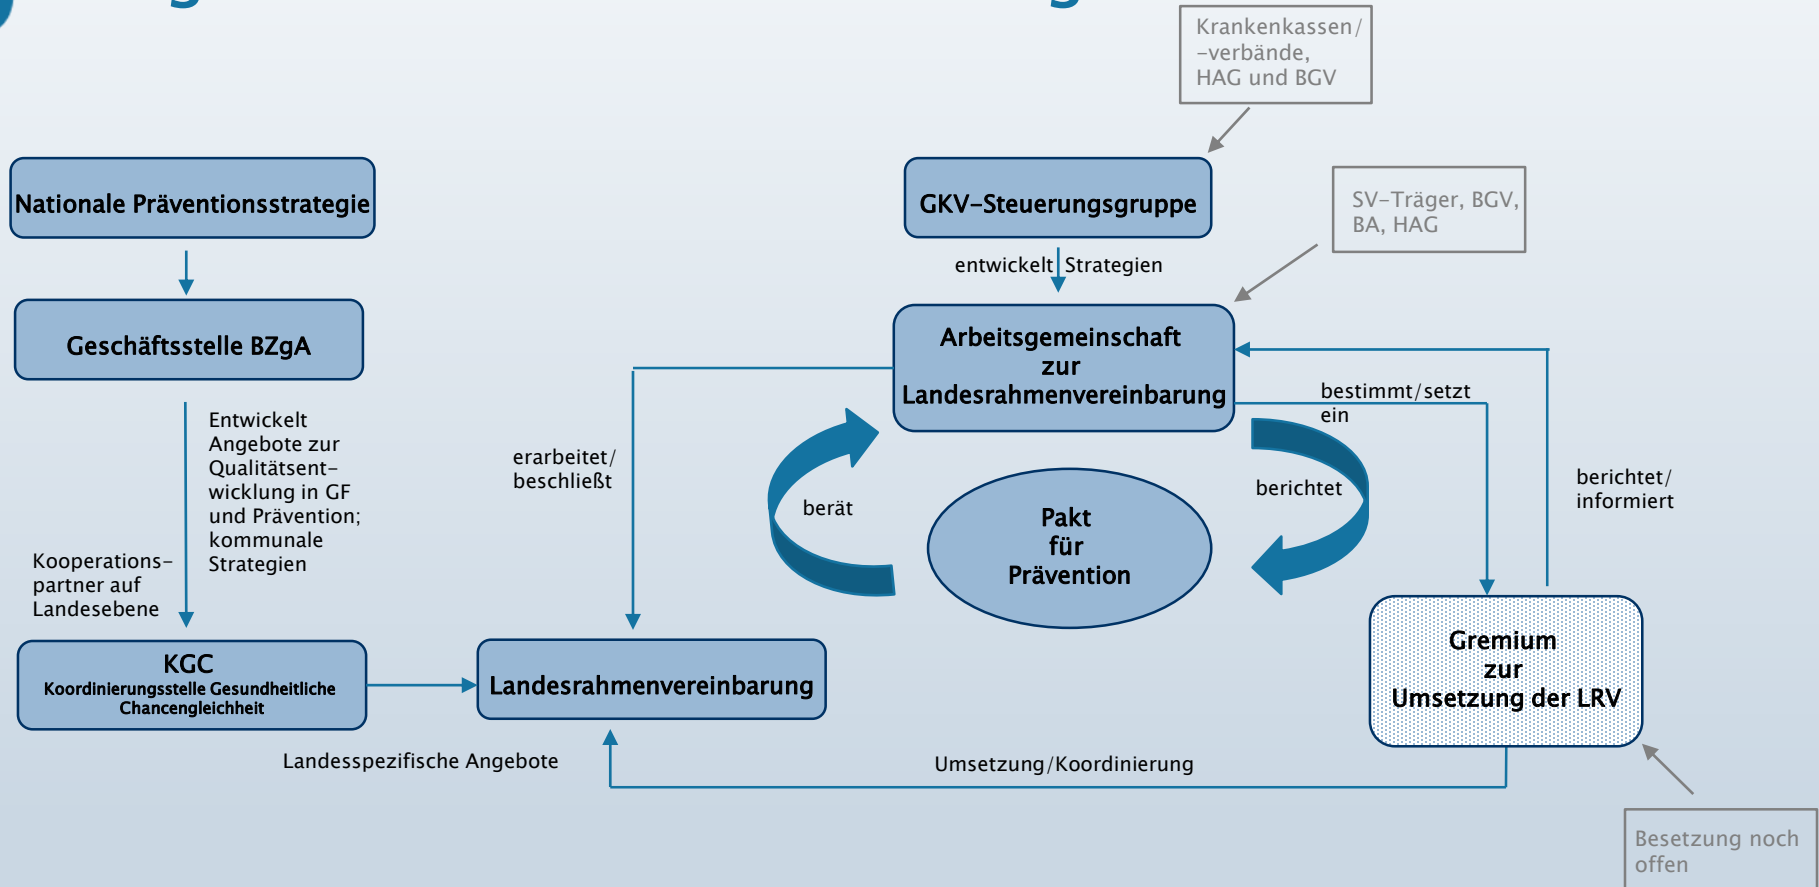 Krankenkassen/
-verbände,
HAG und BGV
Nationale Präventionsstrategie
GKV-Steuerungsgruppe
SV-Träger, BGV,
BA, HAG
entwickelt Strategien
Geschäftsstelle BZgA
Arbeitsgemeinschaft
zur
Landesrahmenvereinbarung
bestimmt/setzt
ein
Entwickelt
Angebote zur
Qualitätsent-
wicklung in GF
und Prävention;
kommunale
Strategien
erarbeitet/
beschließt
berät
berichtet
berichtet/
informiert
Pakt
für
Prävention
Kooperations-
partner auf
Landesebene
KGC
Koordinierungsstelle Gesundheitliche
Chancengleichheit
Landesrahmenvereinbarung
Gremium
zur
Umsetzung der LRV
Landesspezifische Angebote
Umsetzung/Koordinierung
Besetzung noch
offen